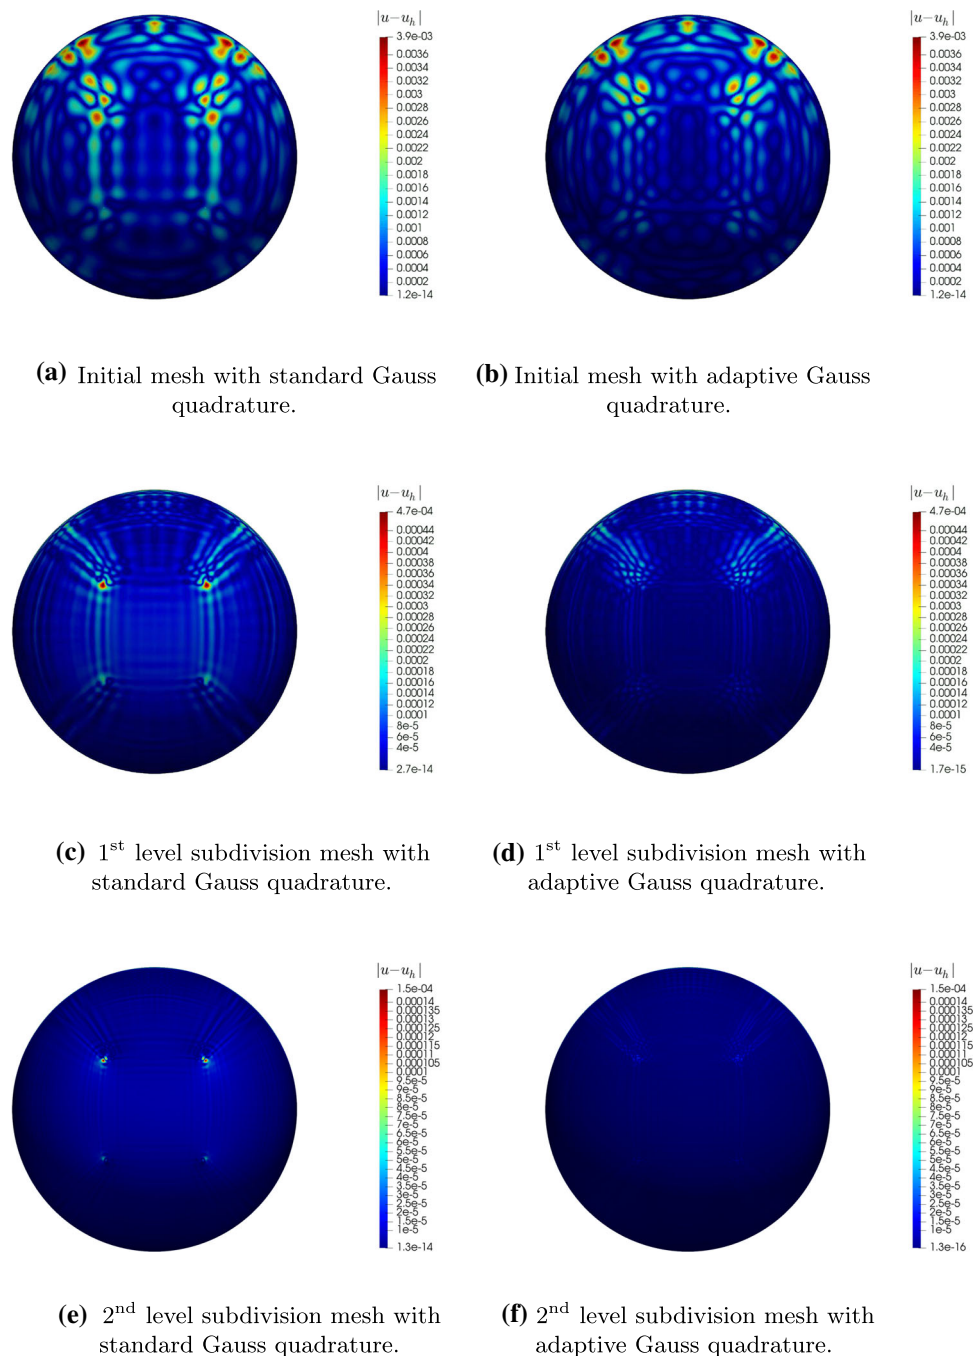 |u−uₕ|
3.9e-03
0.0036
0.0034
0.0032
0.003
0.0028
0.0026
0.0024
0.0022
0.002
0.0018
0.0016
0.0014
0.0012
0.001
0.0008
0.0006
0.0004
0.0002
1.2e-14
|u−uₕ|
3.9e-03
0.0036
0.0034
0.0032
0.003
0.0028
0.0026
0.0024
0.0022
0.002
0.0018
0.0016
0.0014
0.0012
0.001
0.0008
0.0006
0.0004
0.0002
1.2e-14
(a) Initial mesh with standard Gauss
quadrature.
(b) Initial mesh with adaptive Gauss
quadrature.
|u−uₕ|
4.7e-04
0.00044
0.00042
0.0004
0.00038
0.00036
0.00034
0.00032
0.0003
0.00028
0.00026
0.00024
0.00022
0.0002
0.00018
0.00016
0.00014
0.00012
0.0001
8e-5
6e-5
4e-5
2.7e-14
|u−uₕ|
4.7e-04
0.00044
0.00042
0.0004
0.00038
0.00036
0.00034
0.00032
0.0003
0.00028
0.00026
0.00024
0.00022
0.0002
0.00018
0.00016
0.00014
0.00012
0.0001
8e-5
6e-5
4e-5
1.7e-15
(c) 1st level subdivision mesh with
standard Gauss quadrature.
(d) 1st level subdivision mesh with
adaptive Gauss quadrature.
|u−uₕ|
1.5e-04
0.00014
0.000135
0.00013
0.000125
0.00012
0.000115
0.00011
0.000105
0.0001
9.5e-5
9e-5
8.5e-5
8e-5
7.5e-5
7e-5
6.5e-5
6e-5
5.5e-5
5e-5
4.5e-5
4e-5
3.5e-5
3e-5
2.5e-5
2e-5
1.5e-5
1e-5
1.3e-14
|u−uₕ|
1.5e-04
0.00014
0.000135
0.00013
0.000125
0.00012
0.000115
0.00011
0.000105
0.0001
9.5e-5
9e-5
8.5e-5
8e-5
7.5e-5
7e-5
6.5e-5
6e-5
5.5e-5
5e-5
4.5e-5
4e-5
3.5e-5
3e-5
2.5e-5
2e-5
1.5e-5
1e-5
1.3e-16
(e) 2nd level subdivision mesh with
standard Gauss quadrature.
(f) 2nd level subdivision mesh with
adaptive Gauss quadrature.